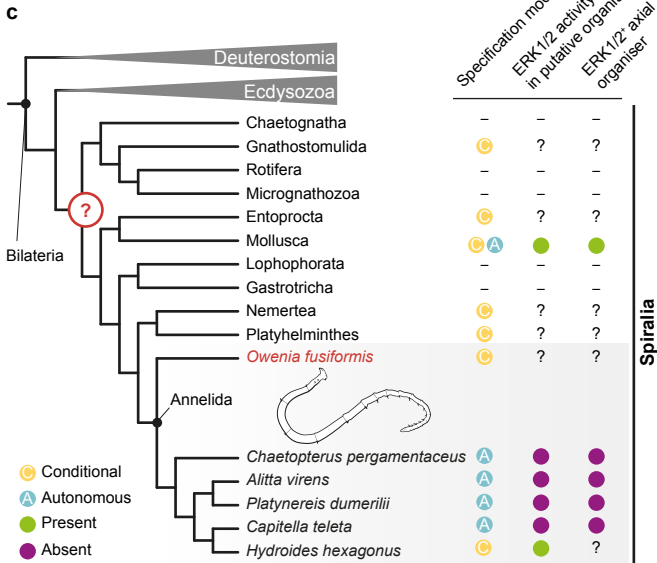 c
Specification mod
ERK1/2 activity
in putative organis
ERK1/2+ axial
organiser
Deuterostomia
Ecdysozoa
Chaetognatha – – –
Gnathostomulida C ? ?
Rotifera – – –
Micrognathozoa – – –
?
Entoprocta C ? ?
Mollusca C A
Bilateria
Lophophorata – – –
Gastrotricha – – –
Nemertea C ? ?
Platyhelminthes C ? ?
Owenia fusiformis C ? ?
Spiralia
Annelida
Chaetopterus pergamentaceus A
Alitta virens A
Platynereis dumerilii A
Capitella teleta A
Hydroides hexagonus C ?
C Conditional
A Autonomous
Present
Absent